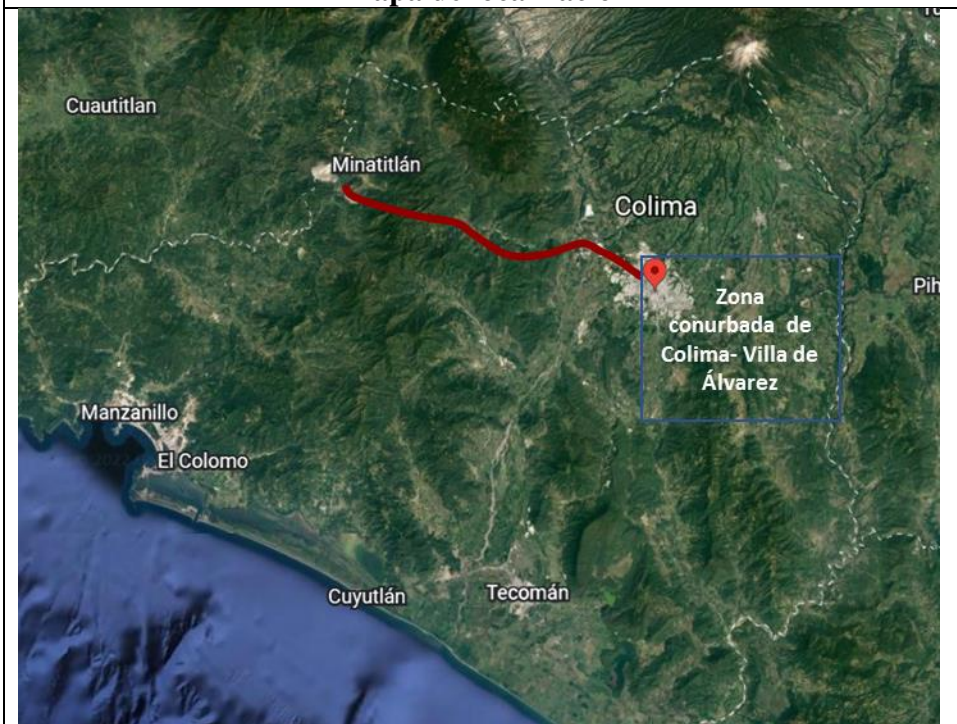 Cuautitlan
Minatitlán
Colima
Pih
Zona
conurbada de
Colima- Villa de
Álvarez
Manzanillo
El Colomo
Cuyutlán
Tecomán